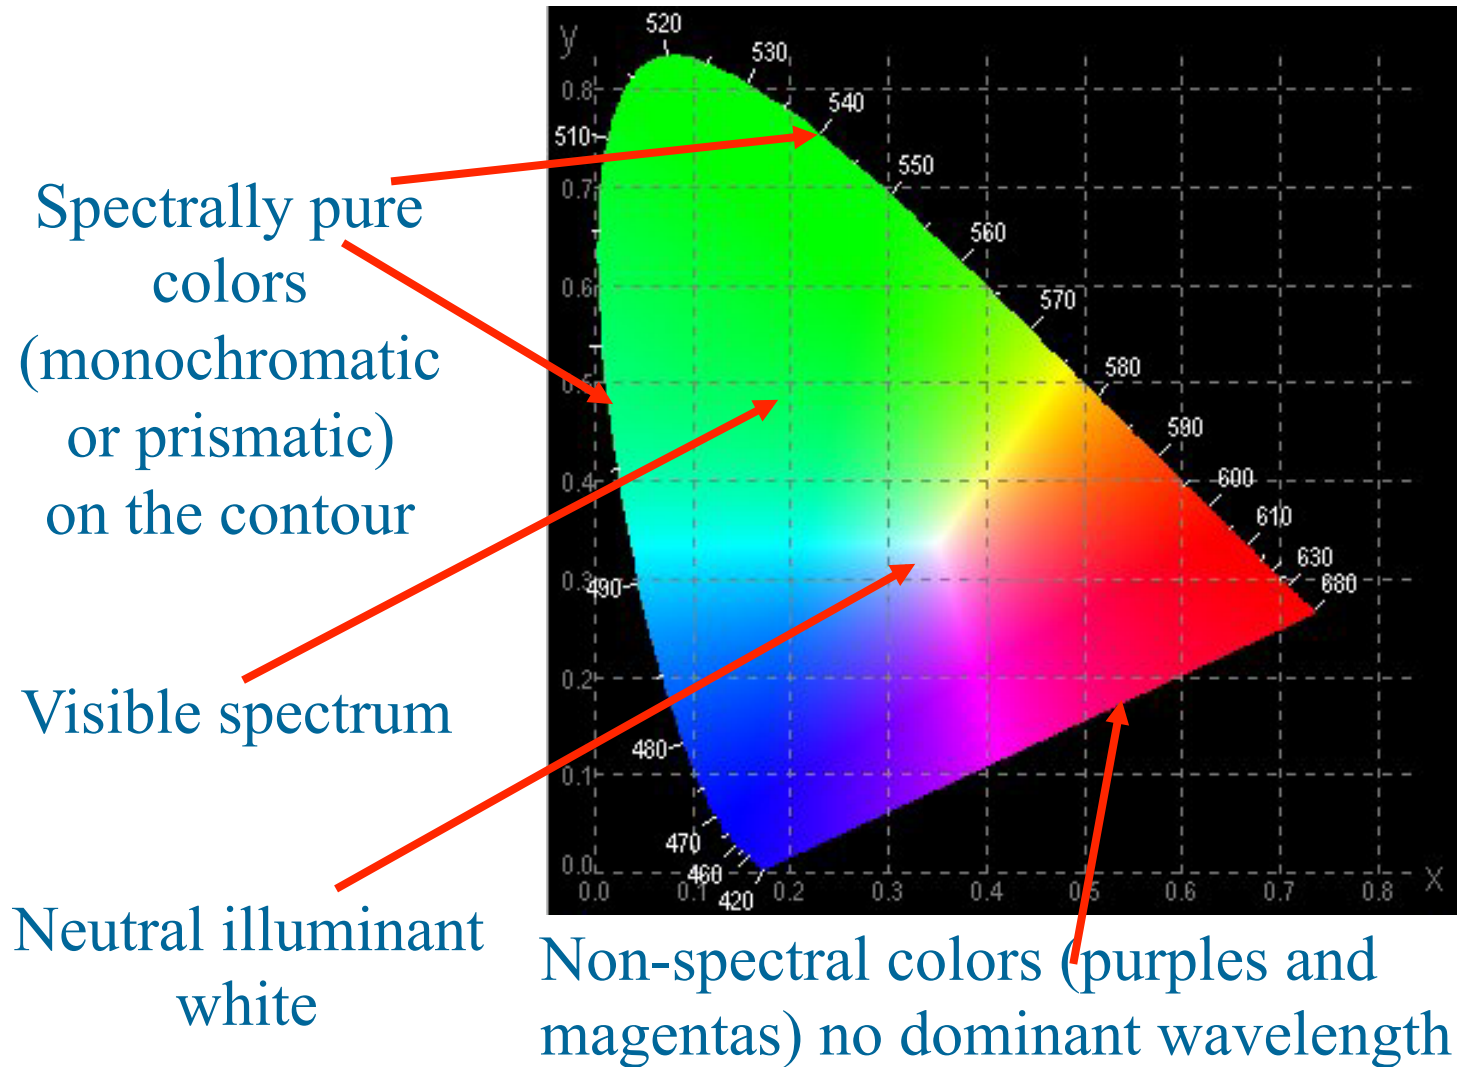 Spectrally pure
colors
(monochromatic
or prismatic)
on the contour
Visible spectrum
Neutral illuminant
white
Non-spectral colors (purples and
magentas) no dominant wavelength
y
520
530
540
550
560
570
580
590
600
610
630
680
510
490
480
470
460
420
0.8
0.7
0.6
0.5
0.4
0.3
0.2
0.1
0.0
0.0 0.1 0.2 0.3 0.4 0.5 0.6 0.7 0.8 X